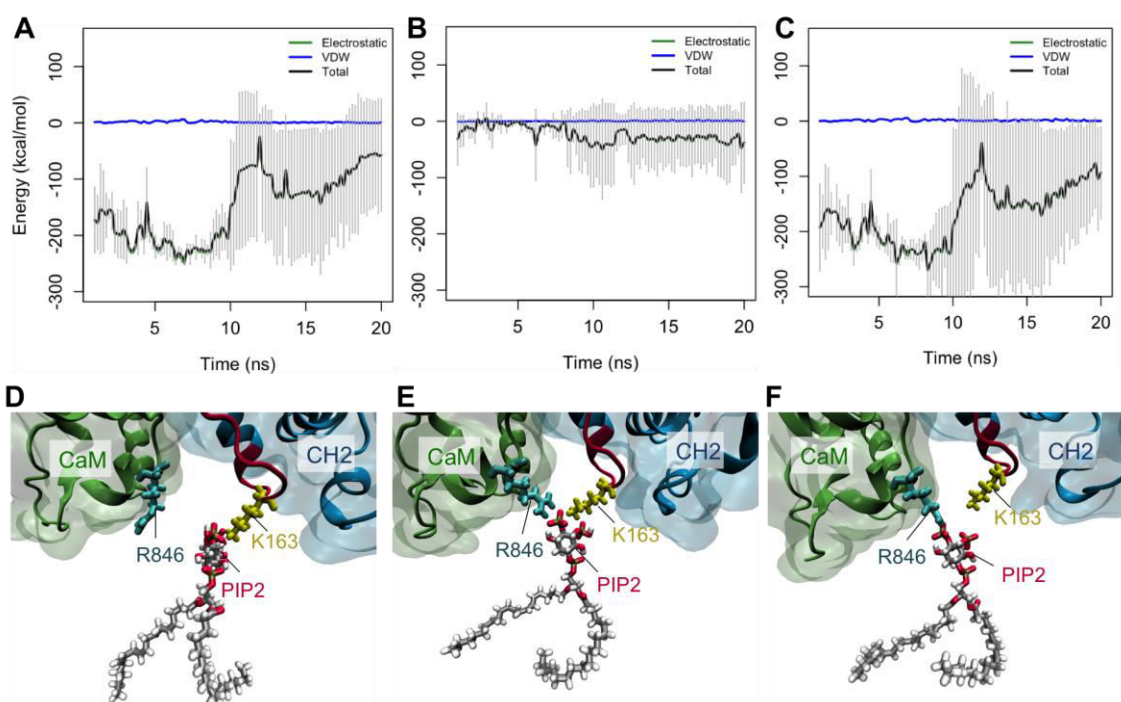 A
Electrostatic
VDW
Total
Energy (kcal/mol)
100
0
-100
-200
-300
5
10
15
20
Time (ns)
B
Electrostatic
VDW
Total
100
0
-100
-200
-300
5
10
15
20
Time (ns)
C
Electrostatic
VDW
Total
100
0
-100
-200
-300
5
10
15
20
Time (ns)
D
CaM
CH2
R846
K163
PIP2
E
CaM
CH2
R846
K163
PIP2
F
CaM
CH2
R846
K163
PIP2